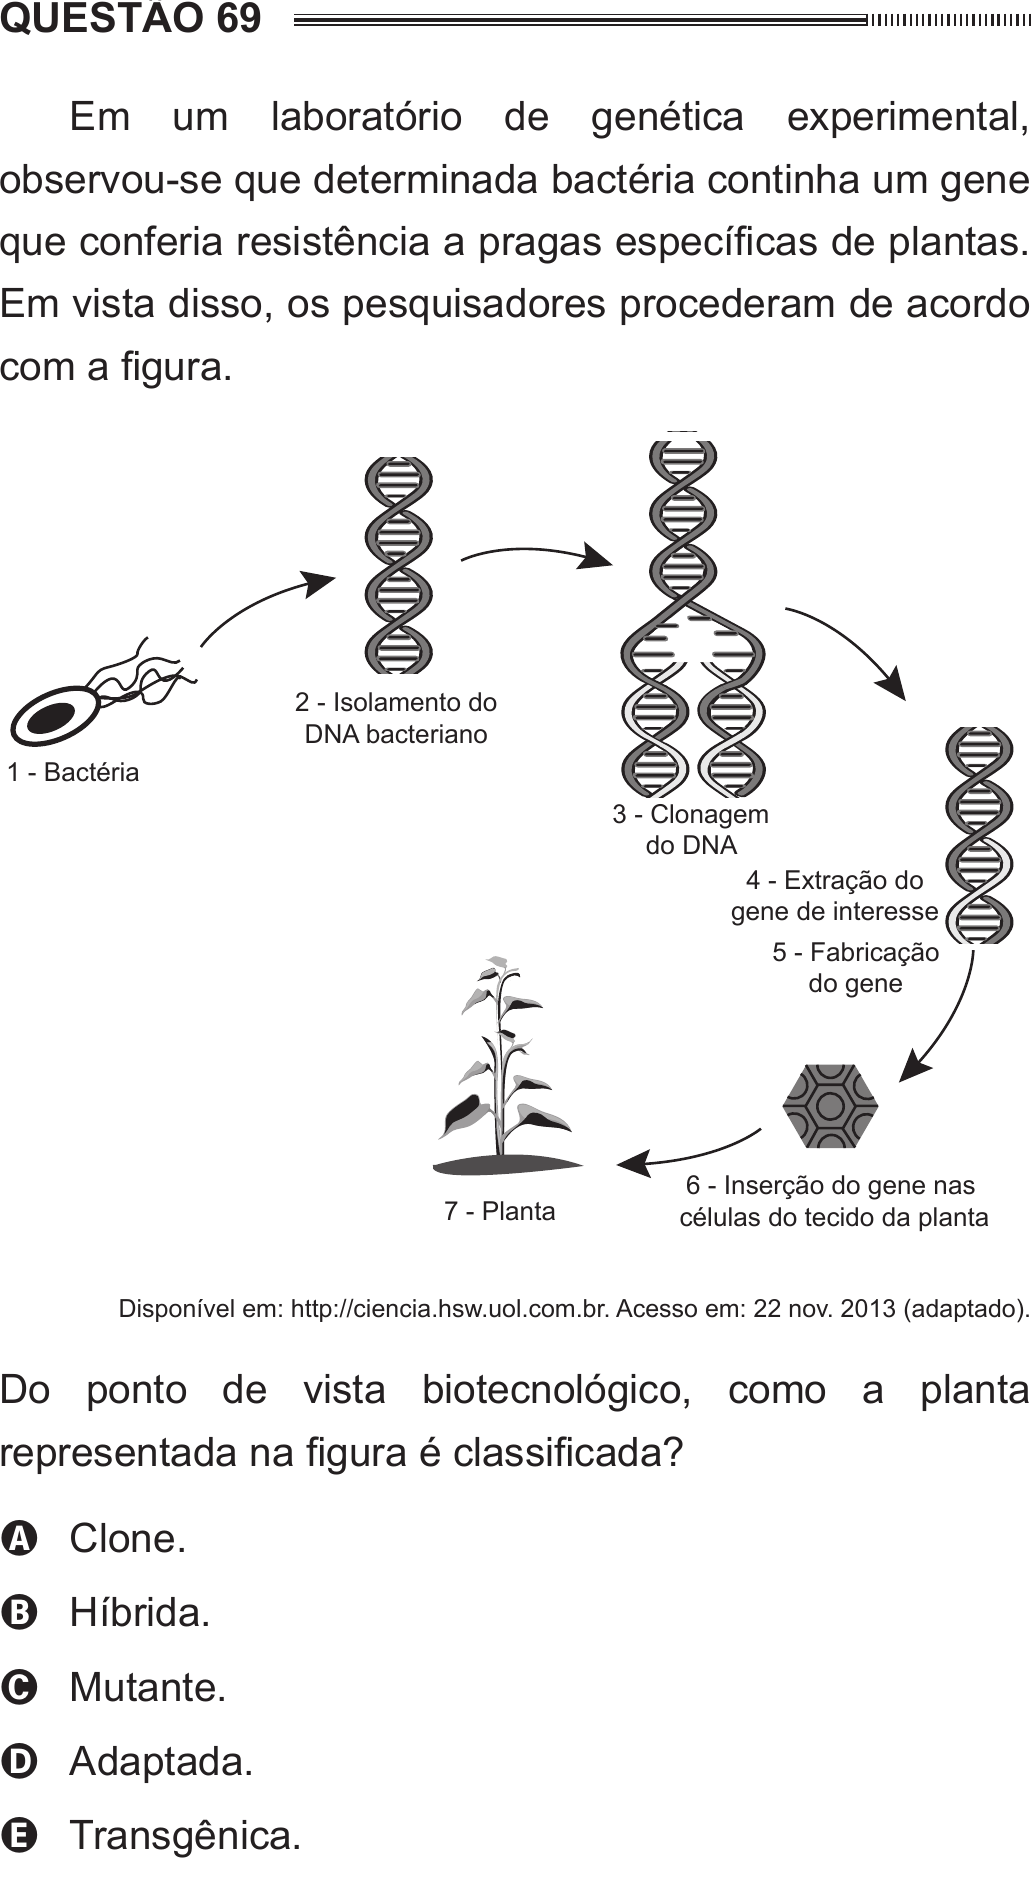 QUESTÃO 69
Em um laboratório de genética experimental,
observou-se que determinada bactéria continha um gene
que conferia resistência a pragas específicas de plantas.
Em vista disso, os pesquisadores procederam de acordo
com a figura.
1 - Bactéria
2 - Isolamento do
DNA bacteriano
3 - Clonagem
do DNA
4 - Extração do
gene de interesse
5 - Fabricação
do gene
6 - Inserção do gene nas
células do tecido da planta
7 - Planta
Disponível em: http://ciencia.hsw.uol.com.br. Acesso em: 22 nov. 2013 (adaptado).
Do ponto de vista biotecnológico, como a planta
representada na figura é classificada?
A Clone.
B Híbrida.
C Mutante.
D Adaptada.
E Transgênica.